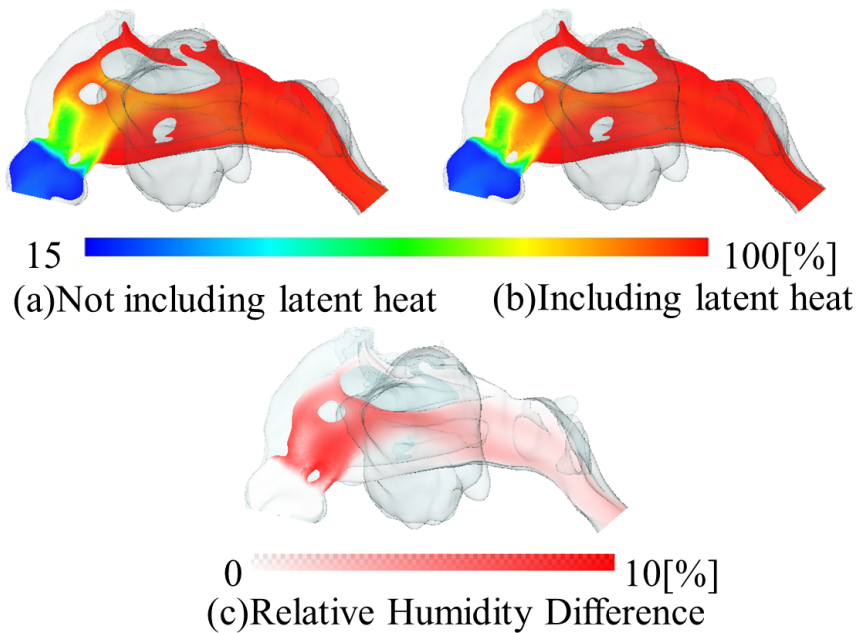 15 100[%]
(a)Not including latent heat (b)Including latent heat
0 10[%]
(c)Relative Humidity Difference